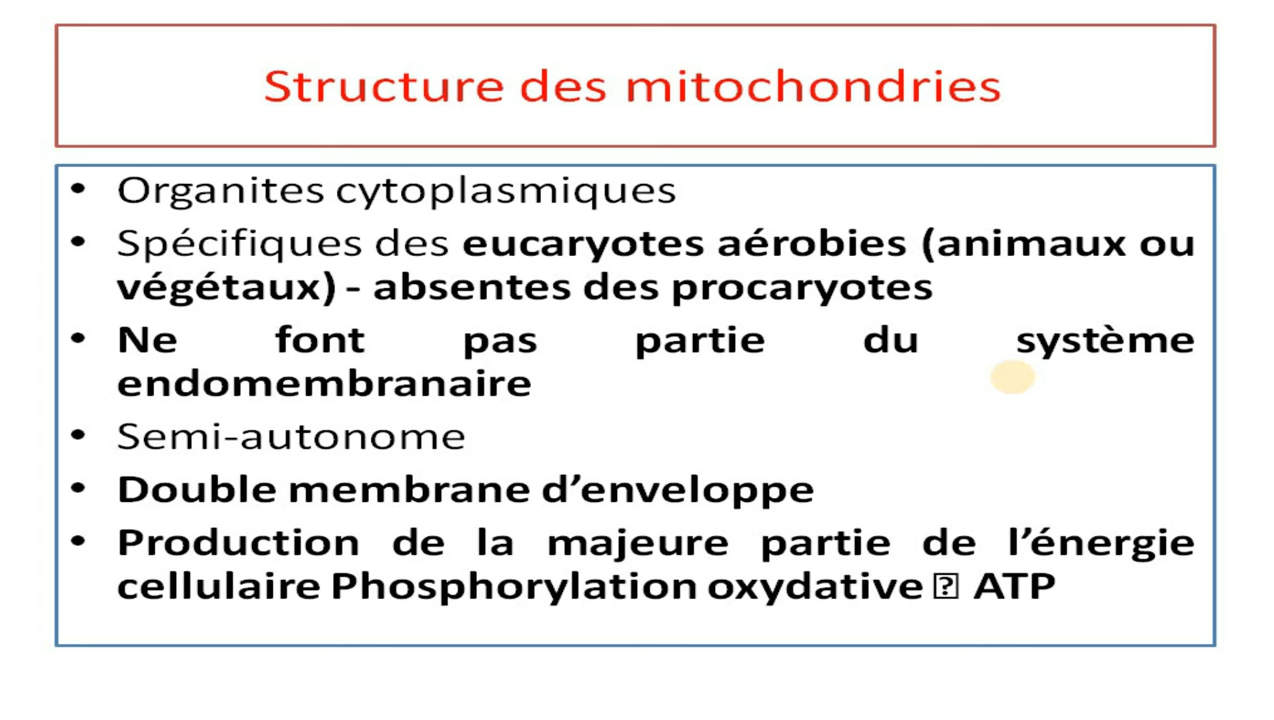 Structure des mitochondries
• Organites cytoplasmiques
• Spécifiques des eucaryotes aérobies (animaux ou
végétaux) - absentes des procaryotes
• Ne font pas partie du système
endomembranaire
• Semi-autonome
• Double membrane d’enveloppe
• Production de la majeure partie de l’énergie
cellulaire Phosphorylation oxydative ⍰ ATP